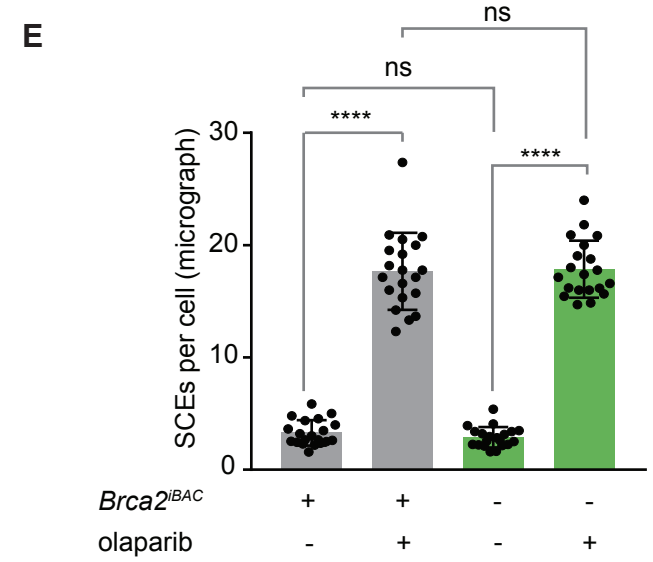 E
ns
ns
****
****
SCEs per cell (micrograph)
30
20
10
0
Brca2iBAC + + - -
olaparib - + - +